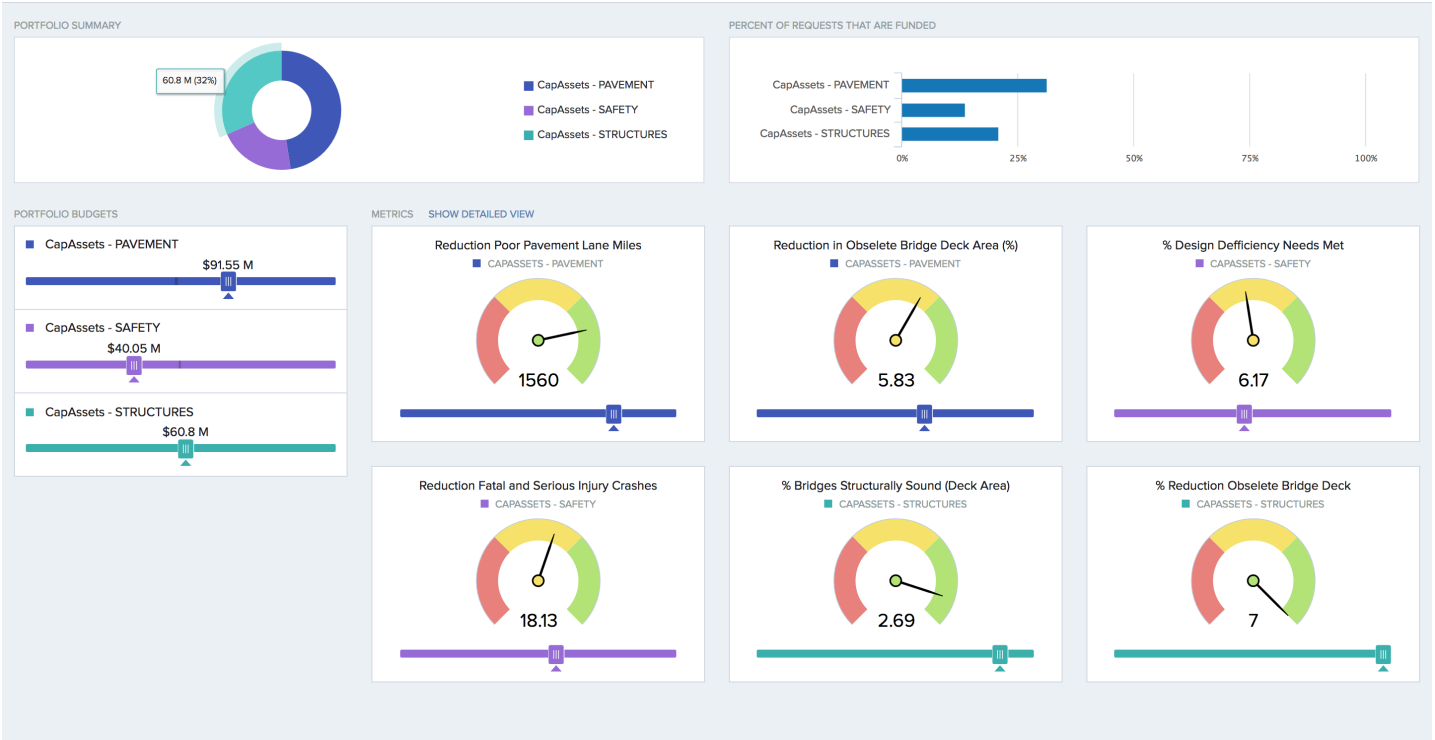 PORTFOLIO SUMMARY
60.8 M (32%)
CapAssets - PAVEMENT
CapAssets - SAFETY
CapAssets - STRUCTURES
PERCENT OF REQUESTS THAT ARE FUNDED
CapAssets - PAVEMENT
CapAssets - SAFETY
CapAssets - STRUCTURES
0% 25% 50% 75% 100%
PORTFOLIO BUDGETS
CapAssets - PAVEMENT
$91.55 M
CapAssets - SAFETY
$40.05 M
CapAssets - STRUCTURES
$60.8 M
METRICS SHOW DETAILED VIEW
Reduction Poor Pavement Lane Miles
CAPASSETS - PAVEMENT
1560
Reduction in Obselete Bridge Deck Area (%)
CAPASSETS - PAVEMENT
5.83
% Design Defficiency Needs Met
CAPASSETS - SAFETY
6.17
Reduction Fatal and Serious Injury Crashes
CAPASSETS - SAFETY
18.13
% Bridges Structurally Sound (Deck Area)
CAPASSETS - STRUCTURES
2.69
% Reduction Obselete Bridge Deck
CAPASSETS - STRUCTURES
7